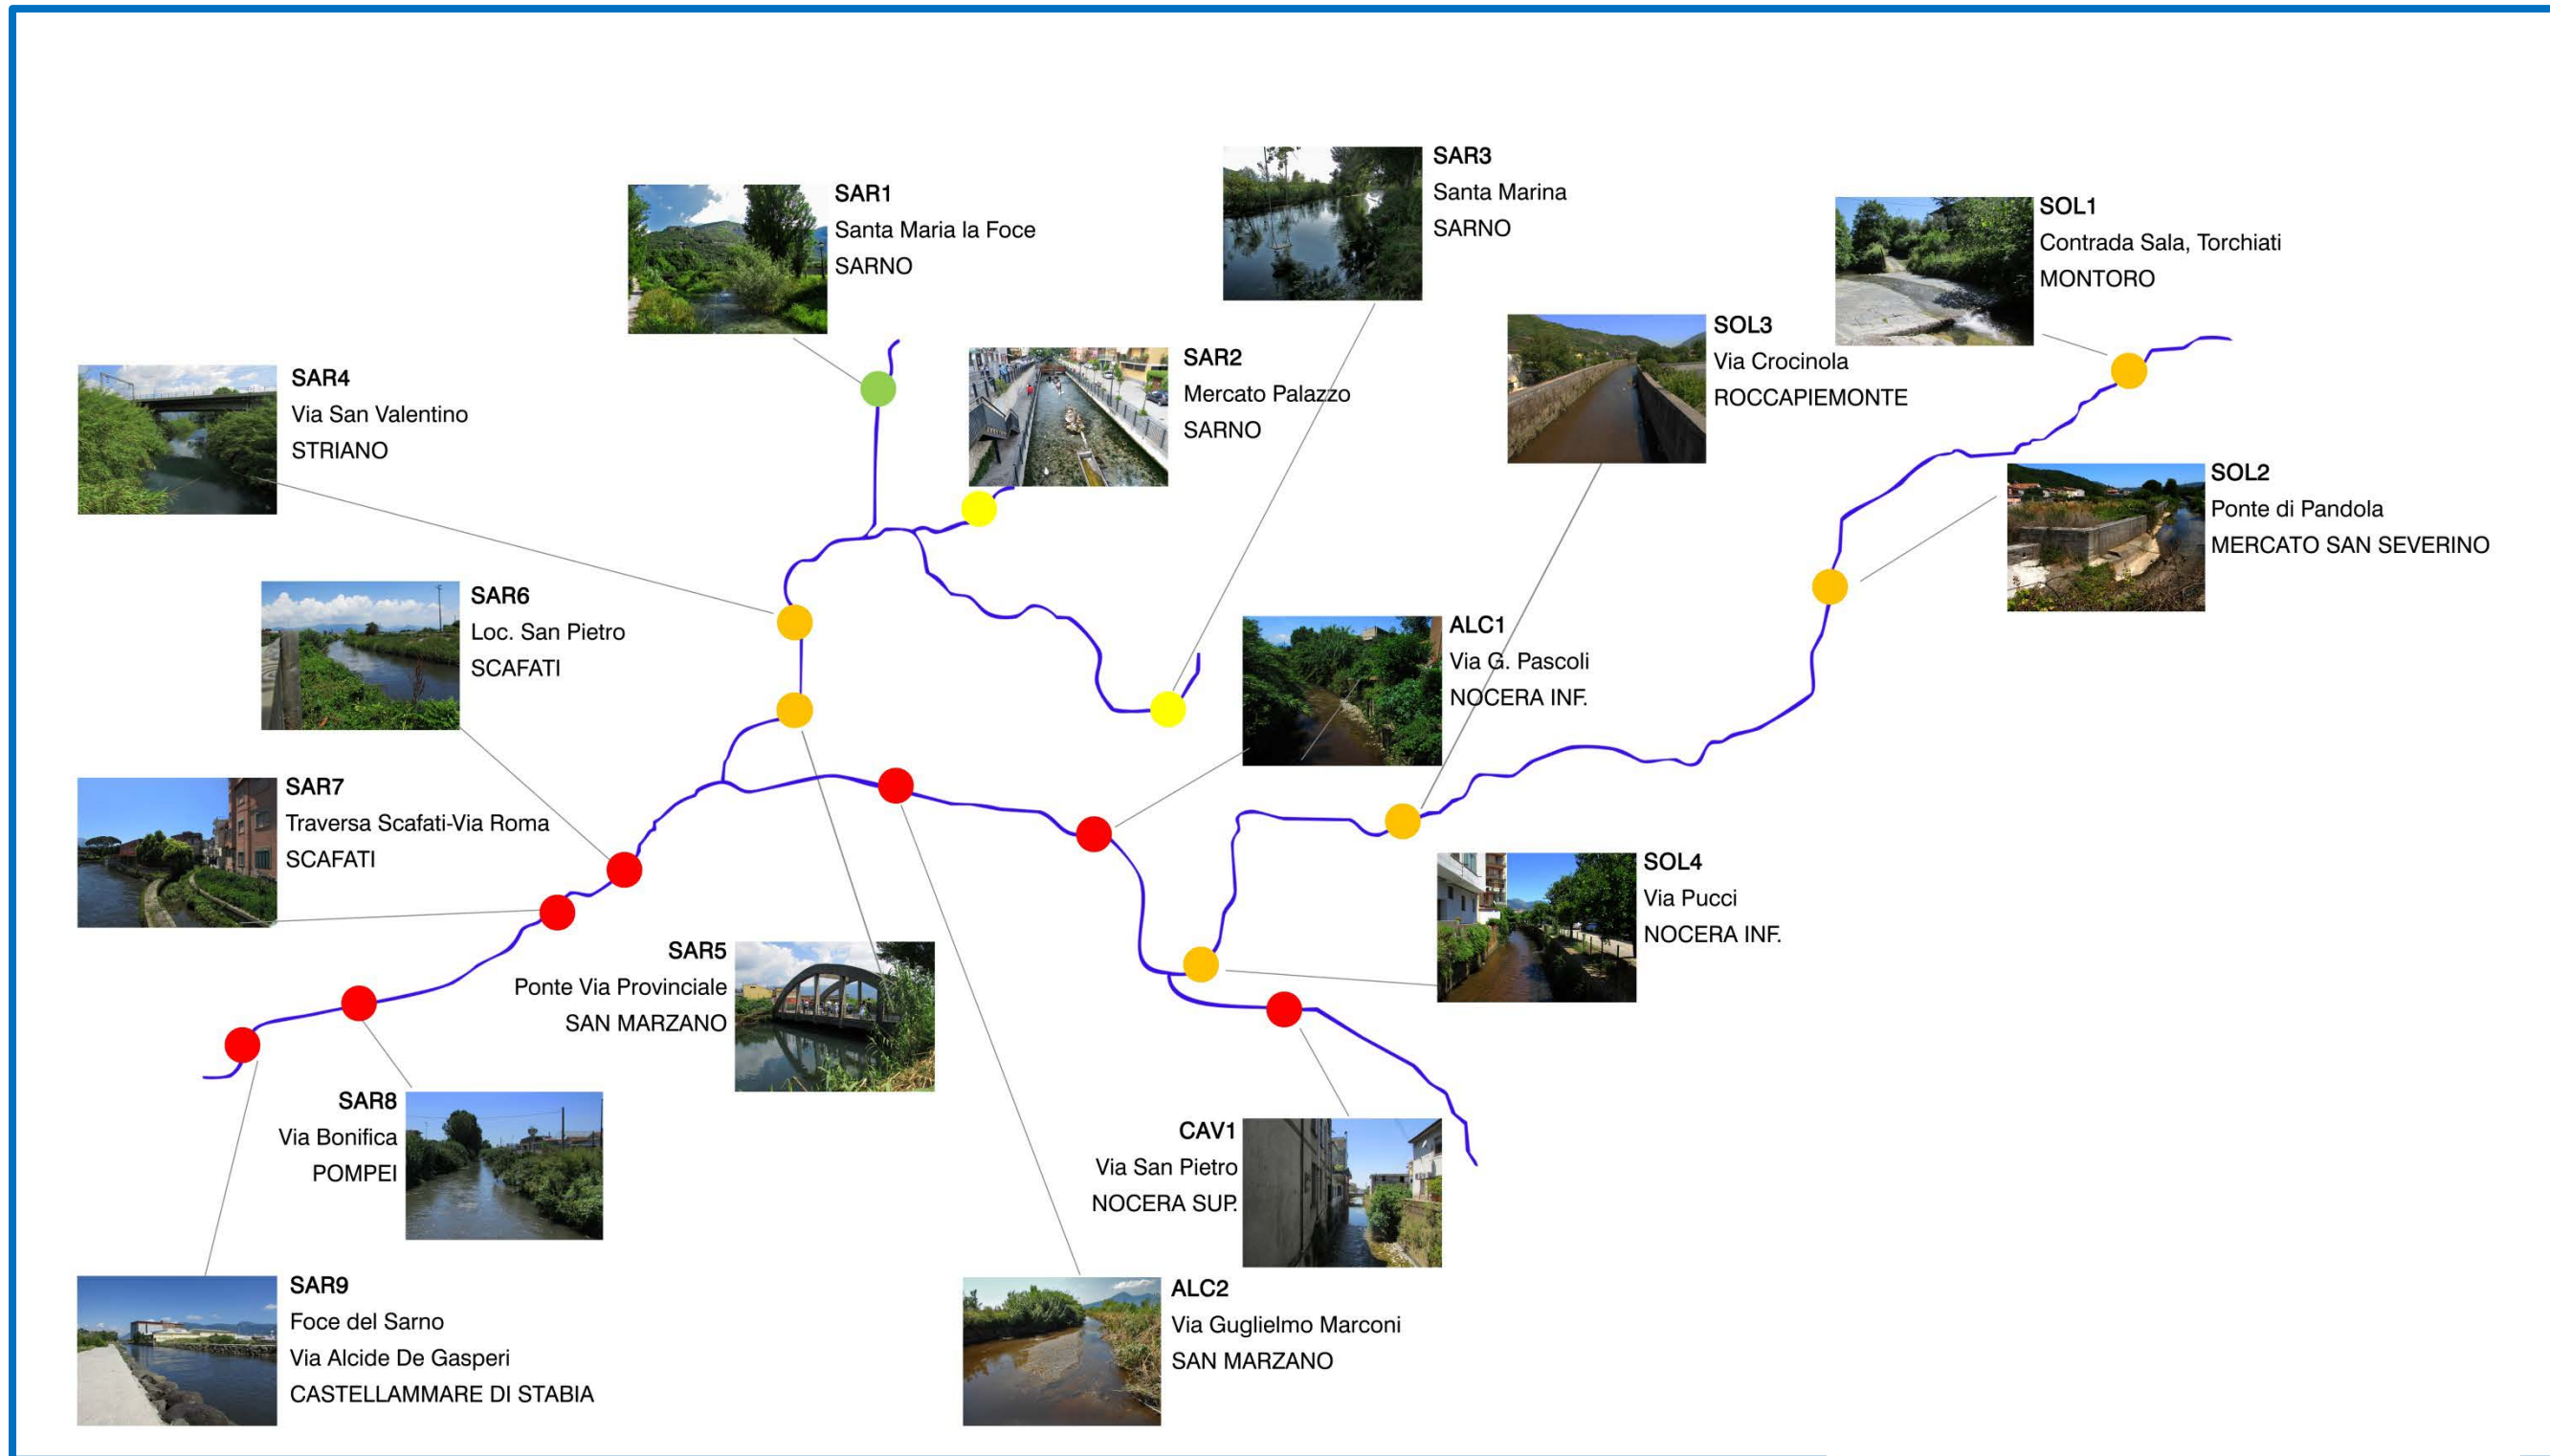 SAR1
Santa Maria la Foce
SARNO
SAR3
Santa Marina
SARNO
SOL1
Contrada Sala, Torchiati
MONTORO
SOL3
Via Crocinola
ROCCAPIEMONTE
SAR2
Mercato Palazzo
SARNO
SAR4
Via San Valentino
STRIANO
SOL2
Ponte di Pandola
MERCATO SAN SEVERINO
SAR6
Loc. San Pietro
SCAFATI
ALC1
Via G. Pascoli
NOCERA INF.
SAR7
Traversa Scafati-Via Roma
SCAFATI
SOL4
Via Pucci
NOCERA INF.
SAR5
Ponte Via Provinciale
SAN MARZANO
SAR8
Via Bonifica
POMPEI
CAV1
Via San Pietro
NOCERA SUP.
SAR9
Foce del Sarno
Via Alcide De Gasperi
CASTELLAMMARE DI STABIA
ALC2
Via Guglielmo Marconi
SAN MARZANO